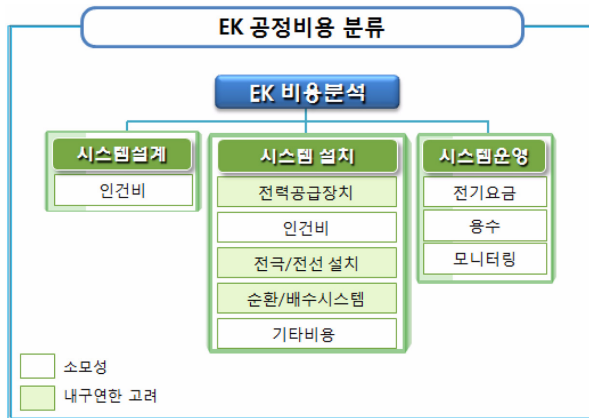 EK 공정비용 분류
EK 비용분석
시스템설계
인건비
시스템 설치
전력공급장치
인건비
전극/전선 설치
순환/배수시스템
기타비용
시스템운영
전기요금
용수
모니터링
소모성
내구연한 고려